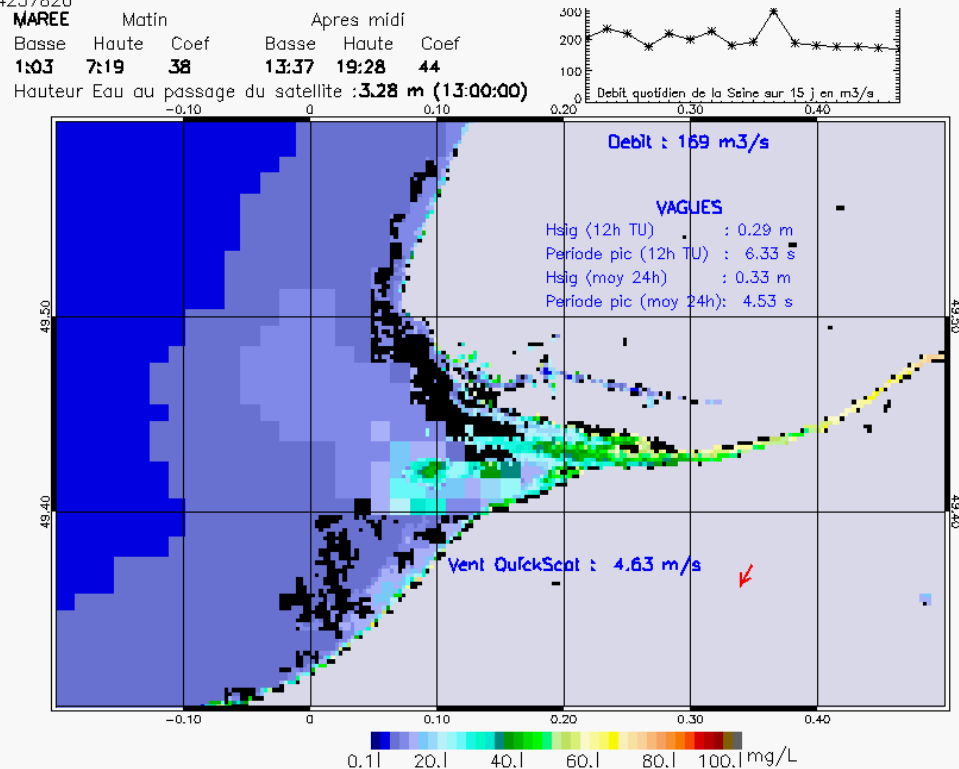 MAREE Matin Apres midi
Basse Haute Coef Basse Haute Coef
1:03 7:19 38 13:37 19:28 44
Hauteur Eau au passage du satellite :3.28 m (13:00:00)
300
200
100
0
Debit quotidien de la Seine sur 15 j en m3/s
-0.10 0 0.10 0.20 0.30 0.40
Debit : 169 m3/s
VAGUES
Hsig (12h TU) : 0.29 m
Periode pic (12h TU) : 6.33 s
Hsig (moy 24h) : 0.33 m
Periode pic (moy 24h): 4.53 s
49.50 49.50
49.40 49.40
Vent QuickScat : 4.63 m/s
-0.10 0 0.10 0.20 0.30 0.40
0.1 20. 40. 60. 80. 100. mg/L